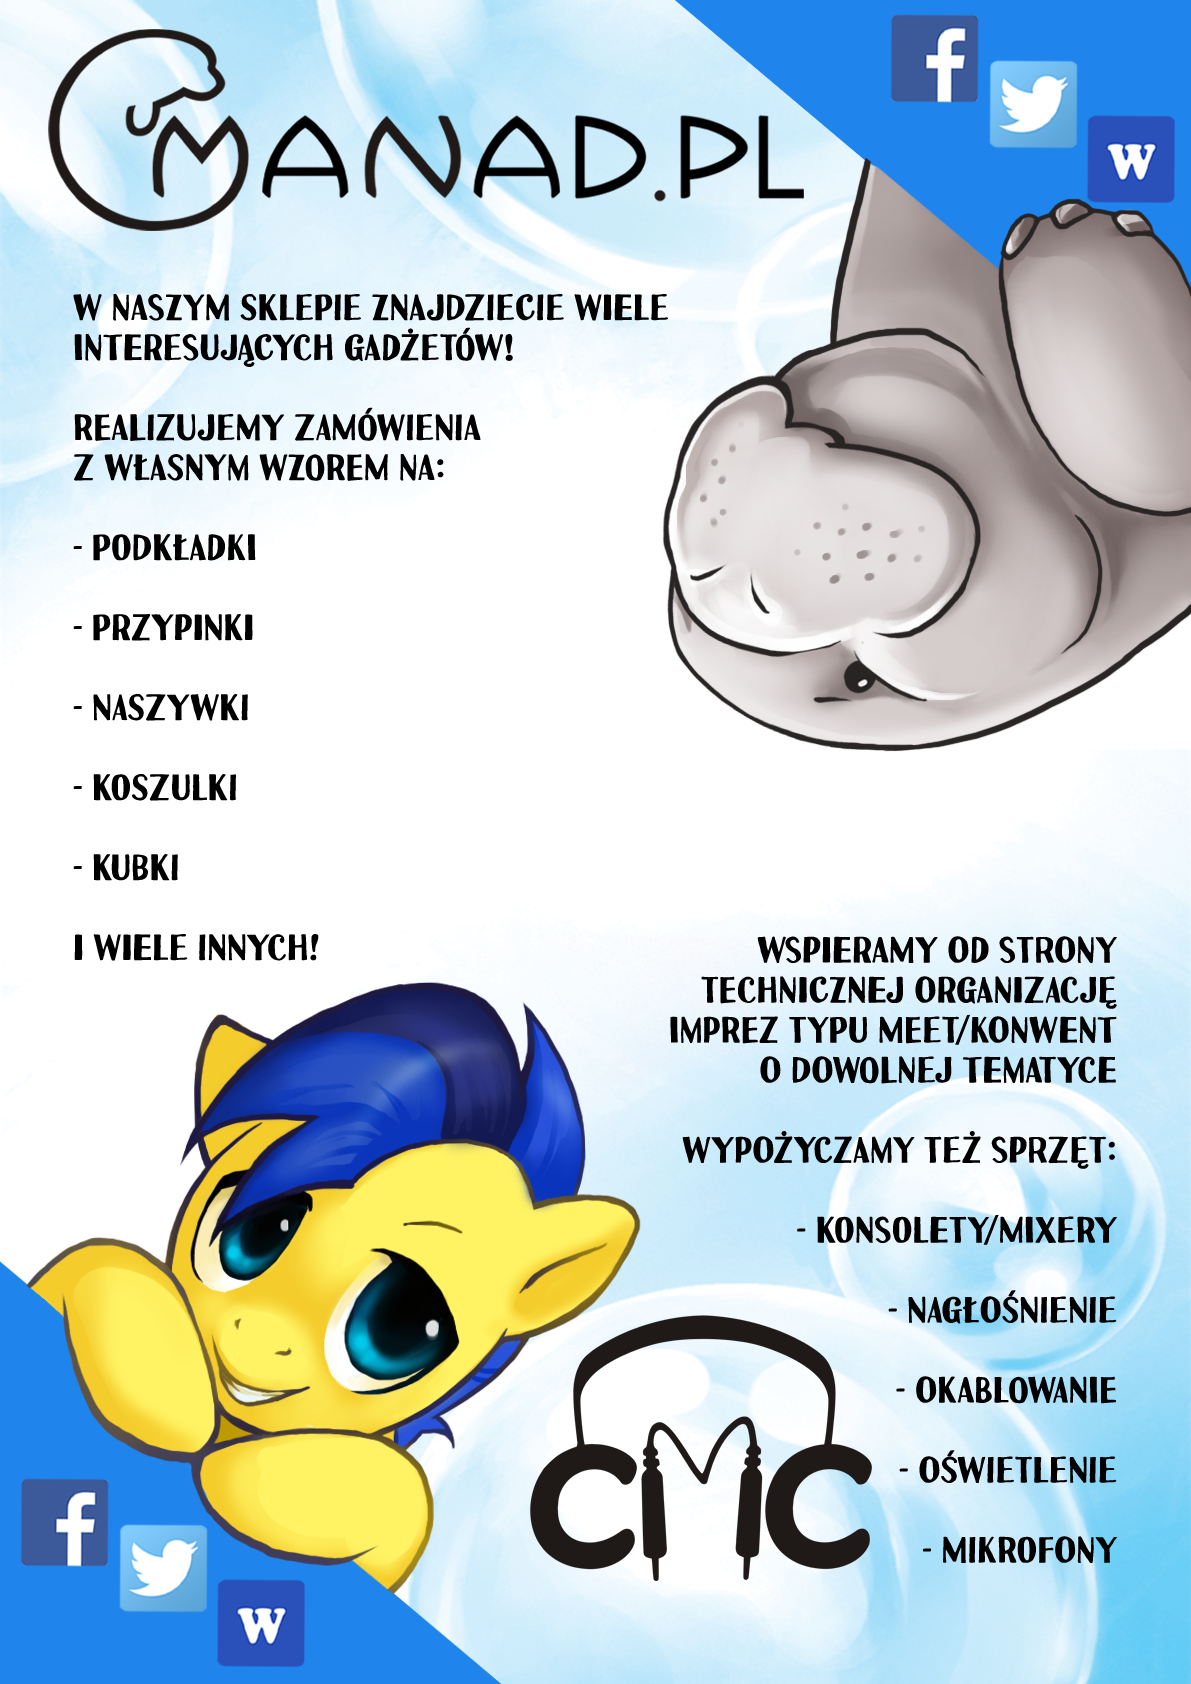 MANAD.PL
W NASZYM SKLEPIE ZNAJDZIECIE WIELE
INTERESUJĄCYCH GADŻETÓW!
REALIZUJEMY ZAMÓWIENIA
Z WŁASNYM WZOREM NA:
- PODKŁADKI
- PRZYPINKI
- NASZYWKI
- KOSZULKI
- KUBKI
I WIELE INNYCH!
WSPIERAMY OD STRONY
TECHNICZNEJ ORGANIZACJĘ
IMPREZ TYPU MEET/KONWENT
O DOWOLNEJ TEMATYCE
WYPOŻYCZAMY TEŻ SPRZĘT:
- KONSOLETY/MIXERY
- NAGŁOŚNIENIE
- OKABLOWANIE
- OŚWIETLENIE
- MIKROFONY
CMC
f
W
f
W